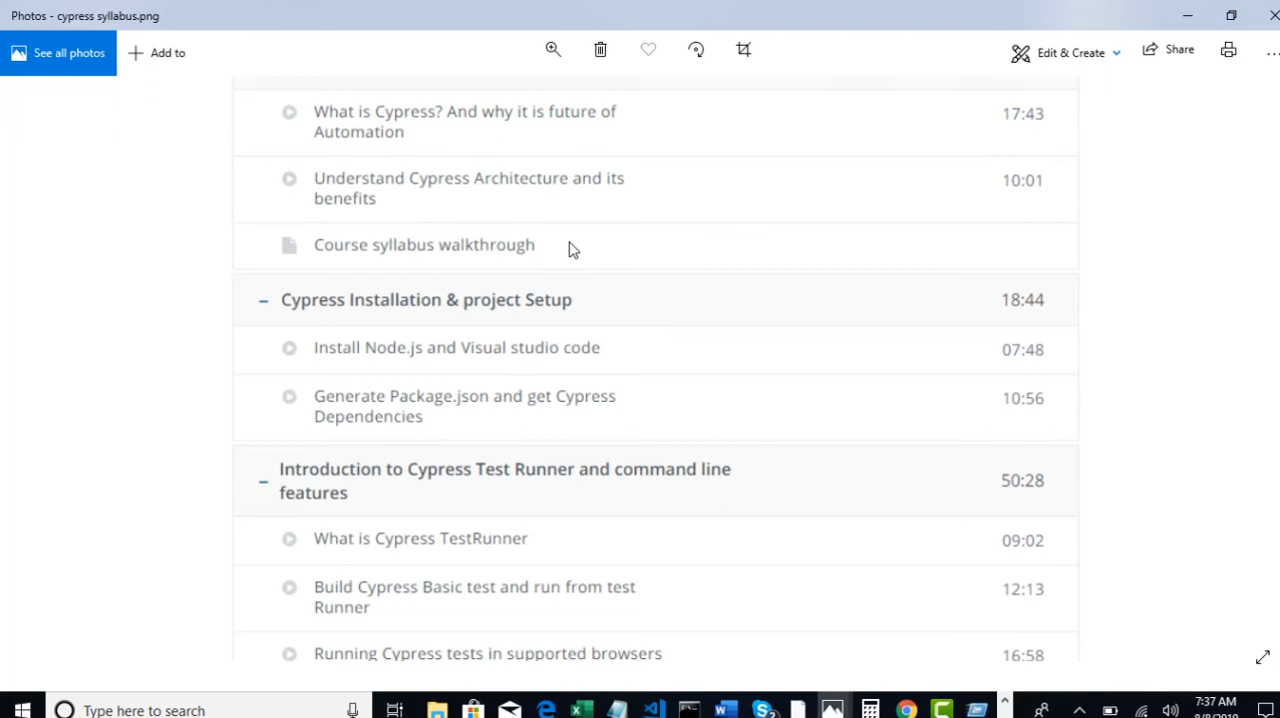 Photos - cypress syllabus.png
See all photos
Add to
Edit & Create
Share
What is Cypress? And why it is future of
Automation
17:43
Understand Cypress Architecture and its
benefits
10:01
Course syllabus walkthrough
Cypress Installation & project Setup
18:44
Install Node.js and Visual studio code
07:48
Generate Package.json and get Cypress
Dependencies
10:56
Introduction to Cypress Test Runner and command line
features
50:28
What is Cypress TestRunner
09:02
Build Cypress Basic test and run from test
Runner
12:13
Running Cypress tests in supported browsers
16:58
Type here to search
7:37 AM